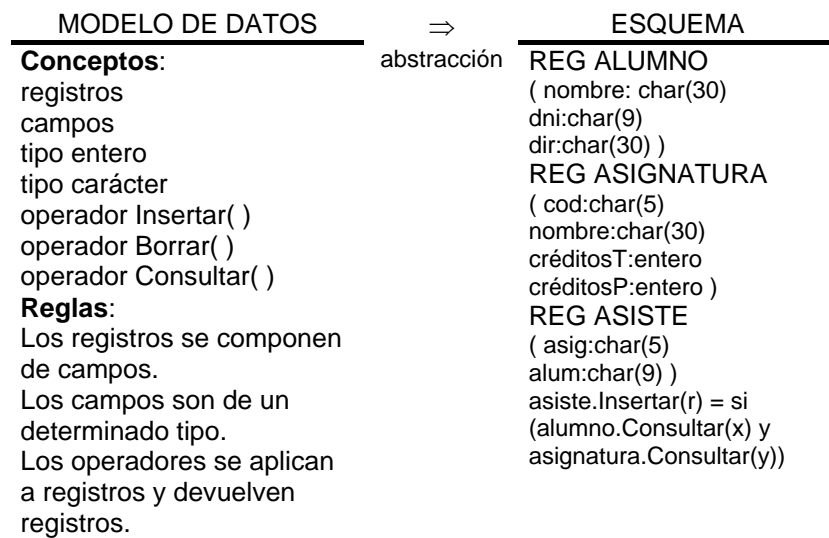 MODELO DE DATOS
Conceptos:
registros
campos
tipo entero
tipo carácter
operador Insertar( )
operador Borrar( )
operador Consultar( )
Reglas:
Los registros se componen
de campos.
Los campos son de un
determinado tipo.
Los operadores se aplican
a registros y devuelven
registros.
⇒
abstracción
ESQUEMA
REG ALUMNO
( nombre: char(30)
dni:char(9)
dir:char(30) )
REG ASIGNATURA
( cod:char(5)
nombre:char(30)
créditosT:entero
créditosP:entero )
REG ASISTE
( asig:char(5)
alum:char(9) )
asiste.Insertar(r) = si
(alumno.Consultar(x) y
asignatura.Consultar(y))